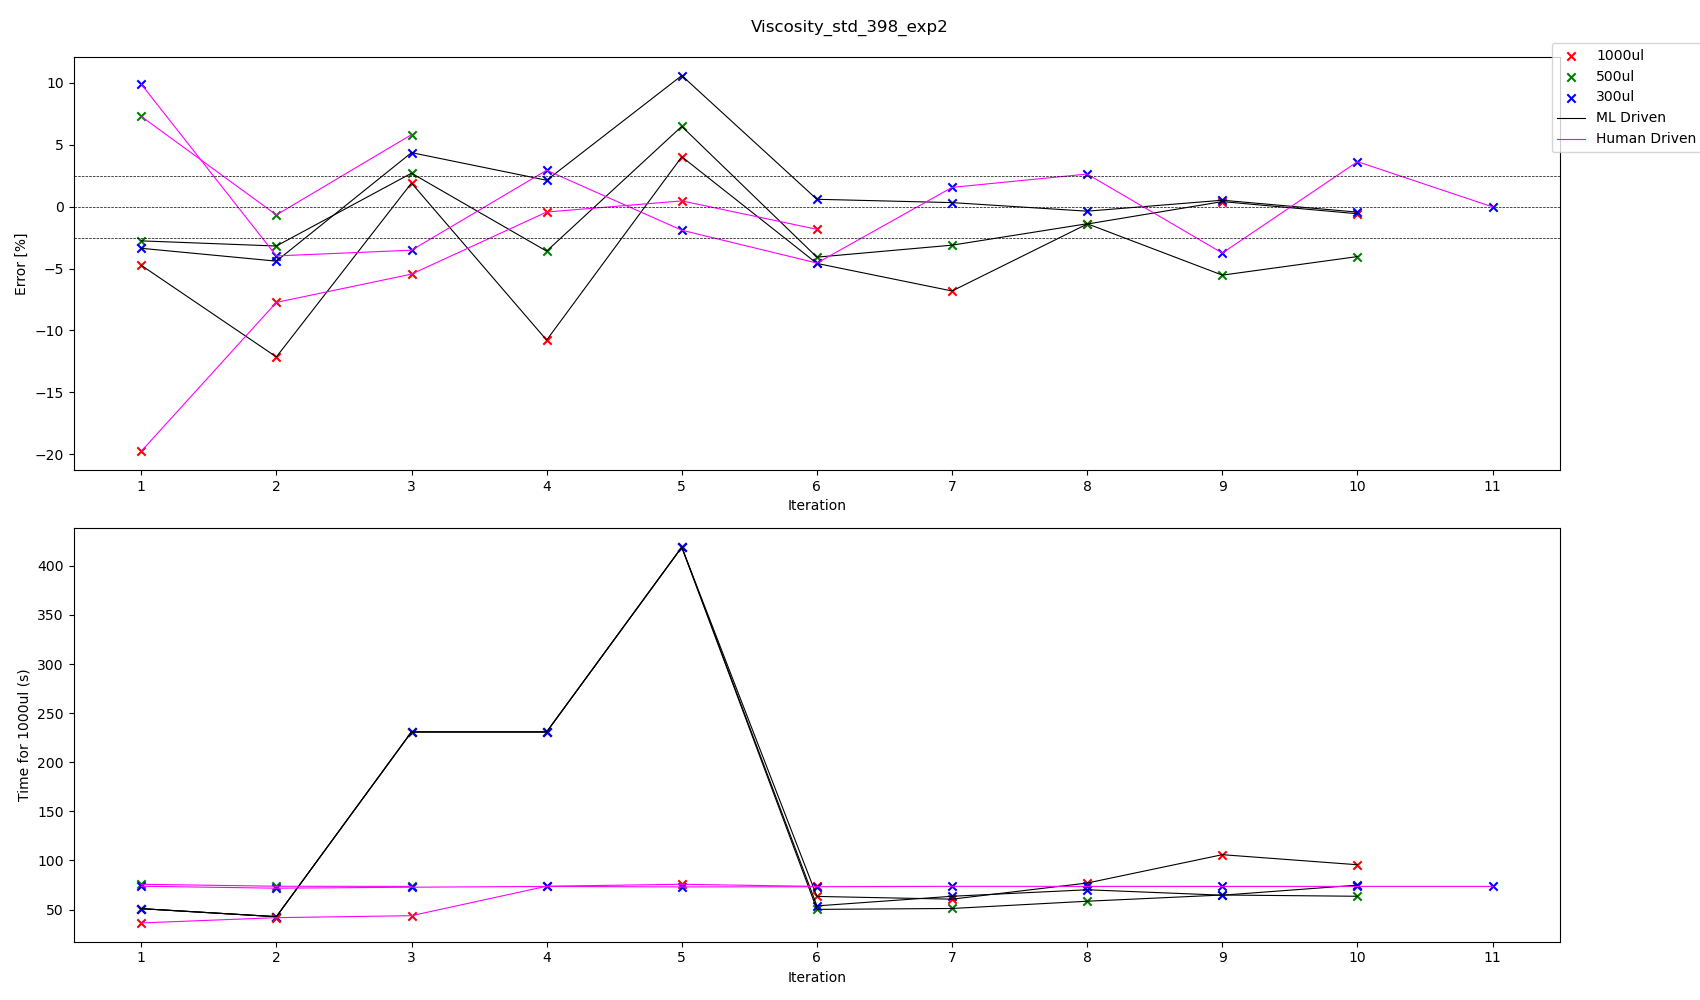 Viscosity_std_398_exp2
1000ul
500ul
300ul
ML Driven
Human Driven
Error [%]
10
5
0
−5
−10
−15
−20
1 2 3 4 5 6 7 8 9 10 11
Iteration
Time for 1000ul (s)
400
350
300
250
200
150
100
50
1 2 3 4 5 6 7 8 9 10 11
Iteration